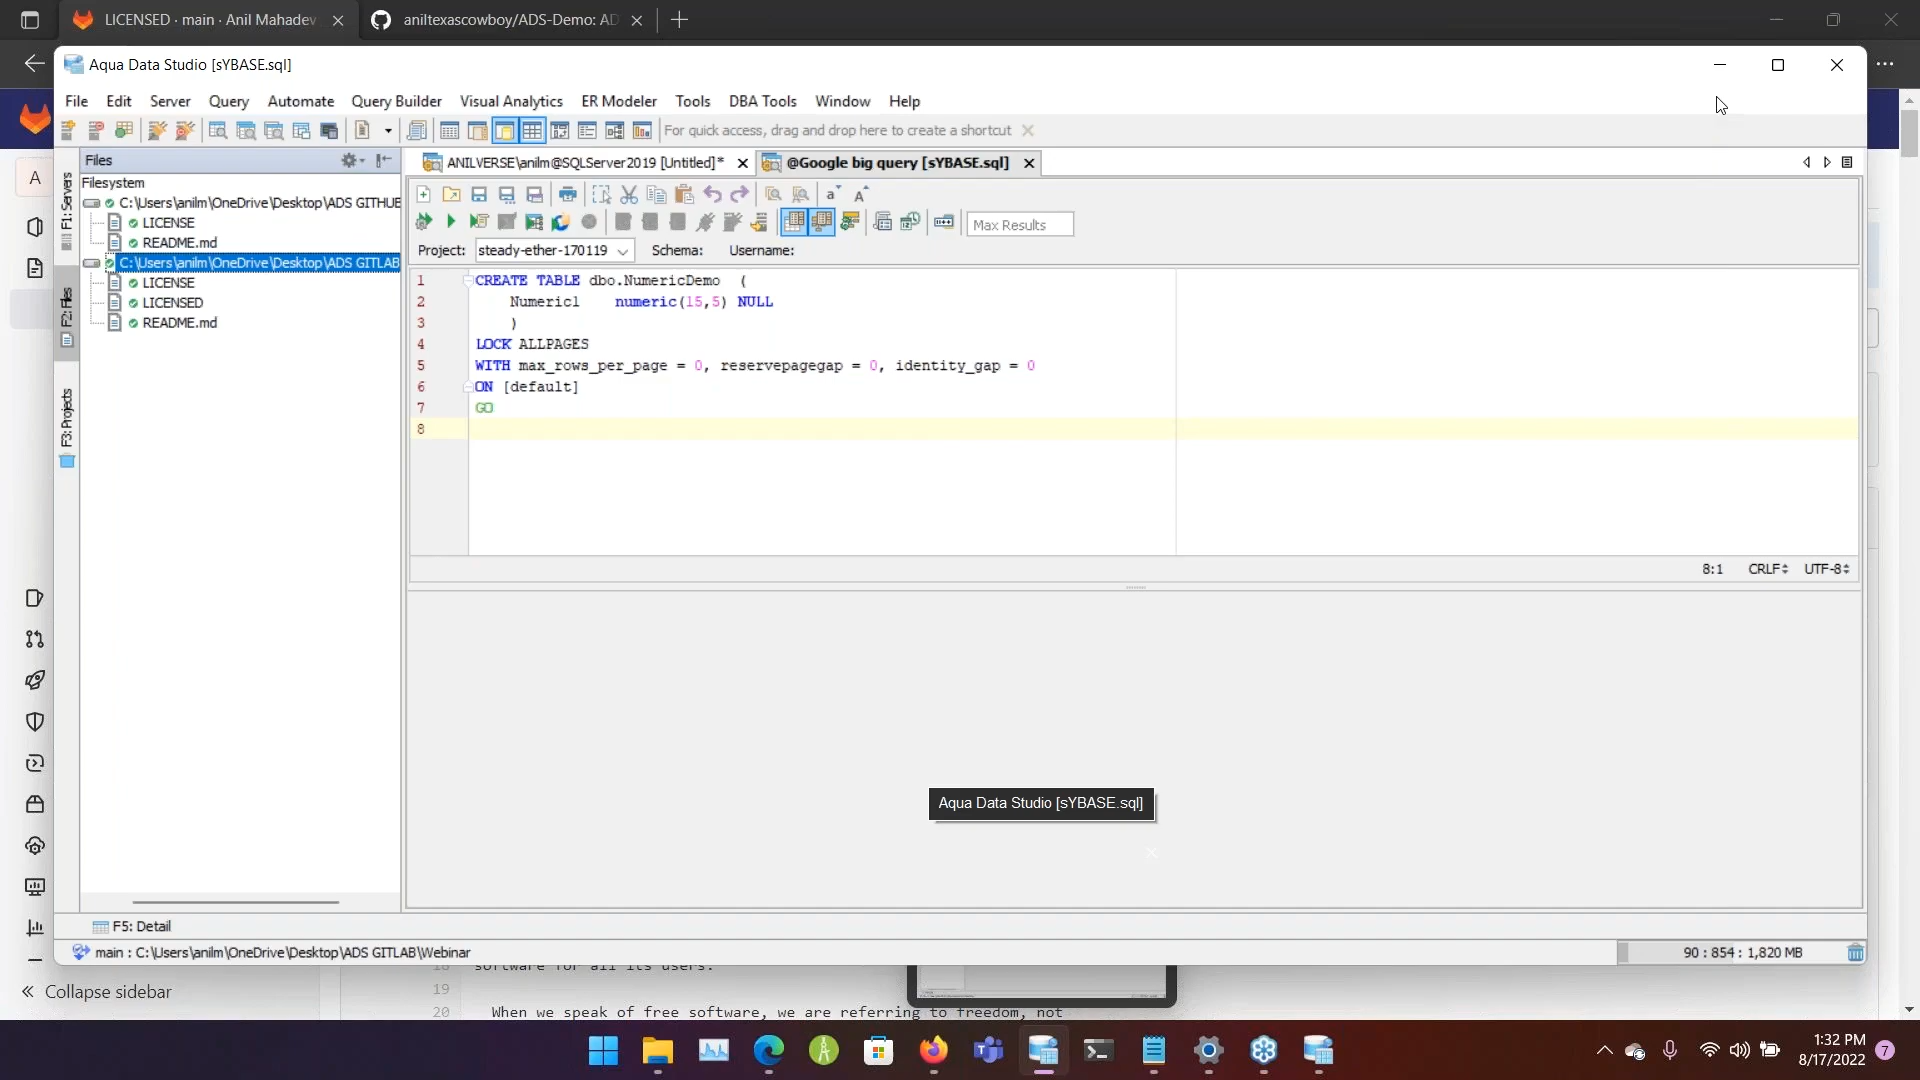 LICENSED · main · Anil Mahadev
aniltexascowboy/ADS-Demo: AD
Aqua Data Studio [sYBASE.sql]
File Edit Server Query Automate Query Builder Visual Analytics ER Modeler Tools DBA Tools Window Help
For quick access, drag and drop here to create a shortcut
Files
ANILVERSE\anilm@SQLServer2019 [Untitled]*
@Google big query [sYBASE.sql]
A
F1: Servers
F2: Files
F3: Projects
Filesystem
C:\Users\anilm\OneDrive\Desktop\ADS GITHUB
LICENSE
README.md
C:\Users\anilm\OneDrive\Desktop\ADS GITLAB
LICENSE
LICENSED
README.md
Max Results
Project: steady-ether-170119 Schema: Username:
1 CREATE TABLE dbo.NumericDemo (
2 Numeric1 numeric(15,5) NULL
3 )
4 LOCK ALLPAGES
5 WITH max_rows_per_page = 0, reservepagegap = 0, identity_gap = 0
6 ON [default]
7 GO
8
8:1 CRLF UTF-8
Aqua Data Studio [sYBASE.sql]
F5: Detail
main : C:\Users\anilm\OneDrive\Desktop\ADS GITLAB\Webinar
90 : 854 : 1,820 MB
18 software for all its users.
19
20 When we speak of free software, we are referring to freedom, not
Collapse sidebar
1:32 PM
8/17/2022
7